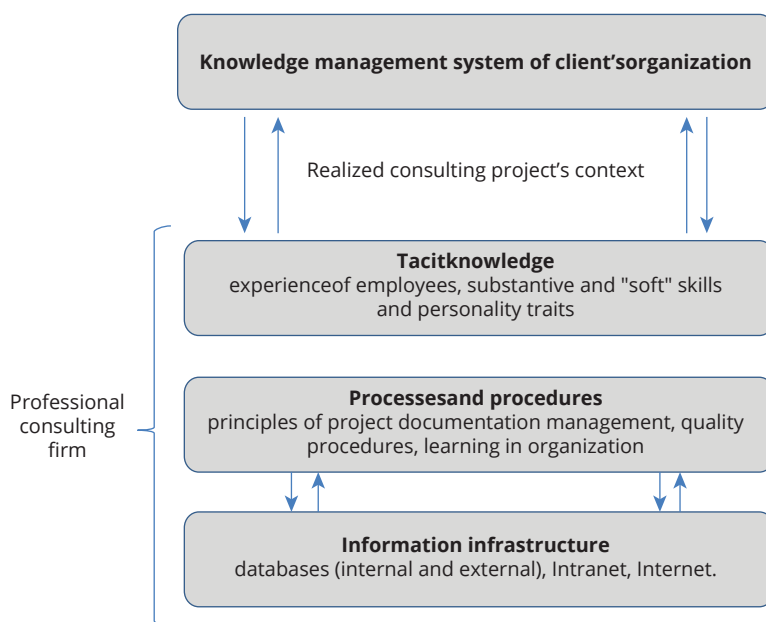 Knowledge management system of client'sorganization
Realized consulting project’s context
Tacitknowledge
experienceof employees, substantive and "soft" skills
and personality traits
Professional
consulting
firm
Processesand procedures
principles of project documentation management, quality
procedures, learning in organization
Information infrastructure
databases (internal and external), Intranet, Internet.